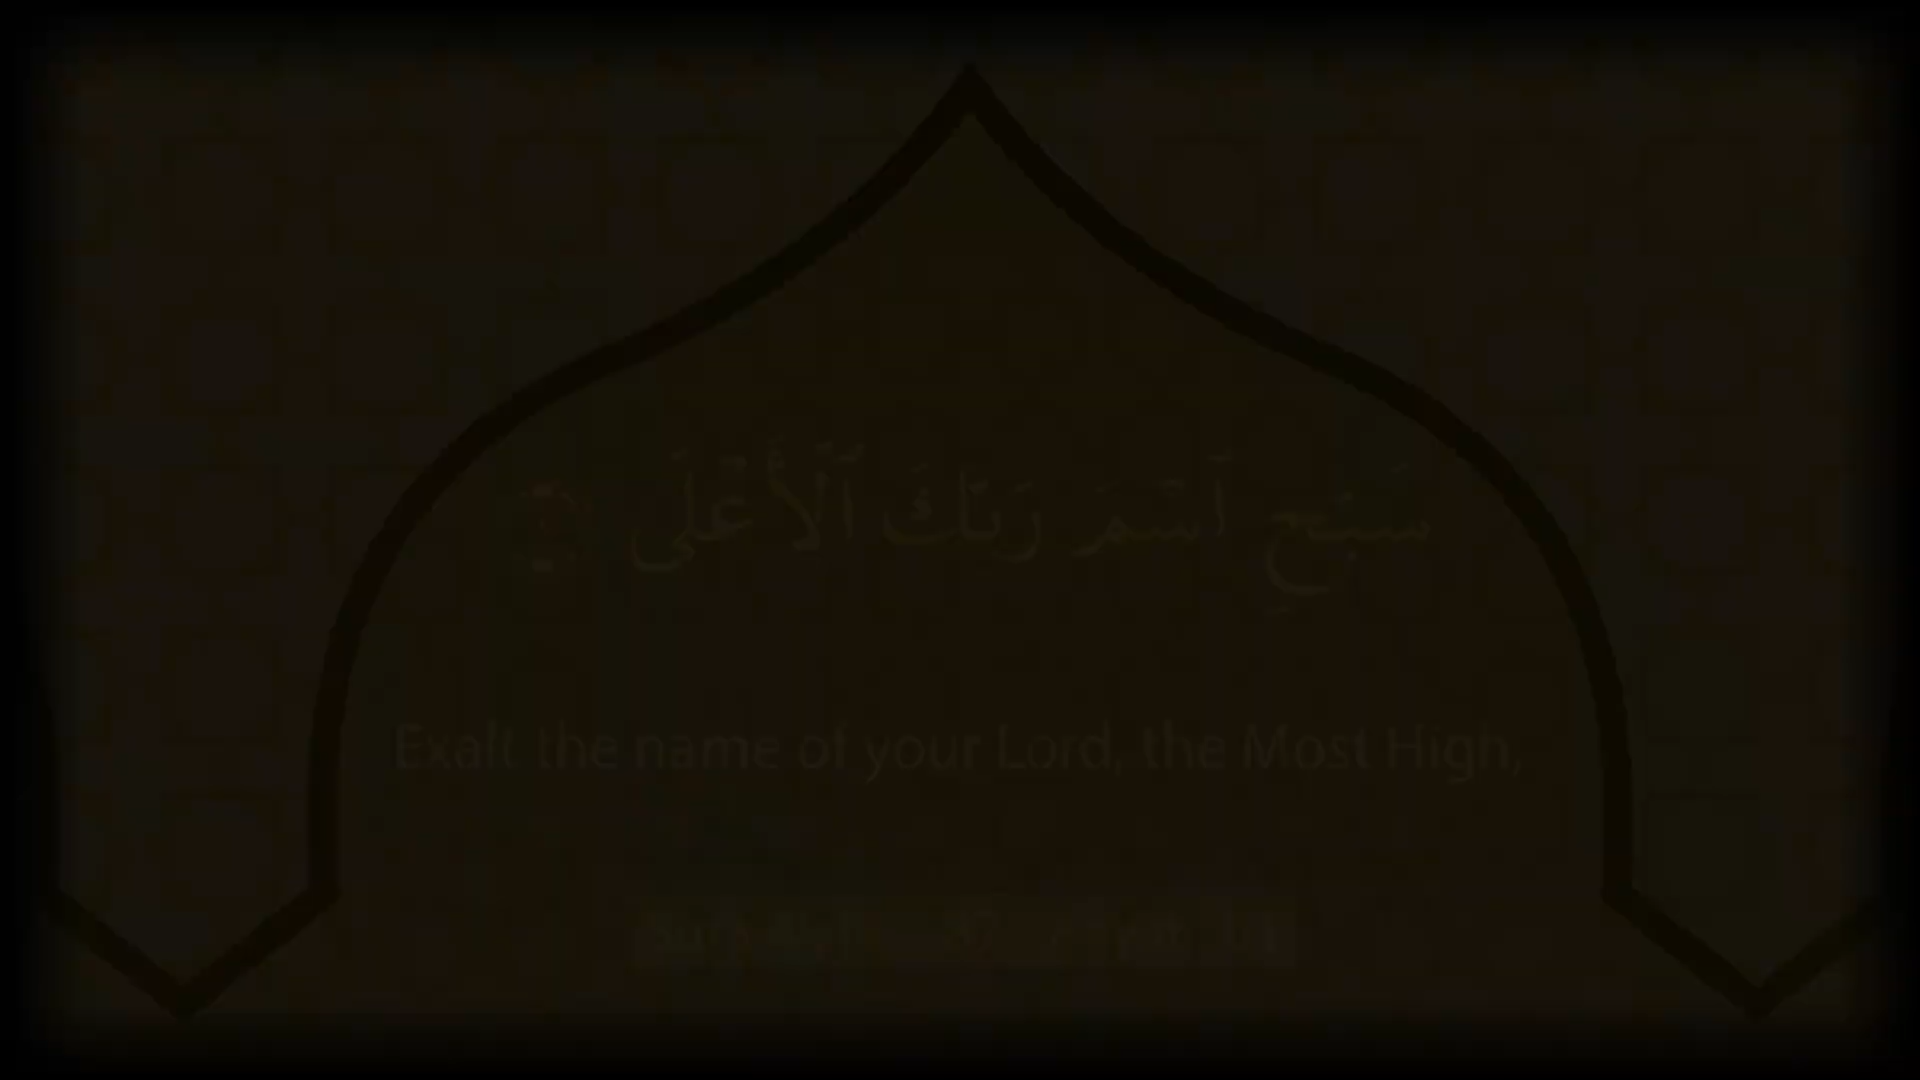 سَبِّحِ ٱسْمَ رَبِّكَ ٱلْأَعْلَى
Exalt the name of your Lord, the Most High,